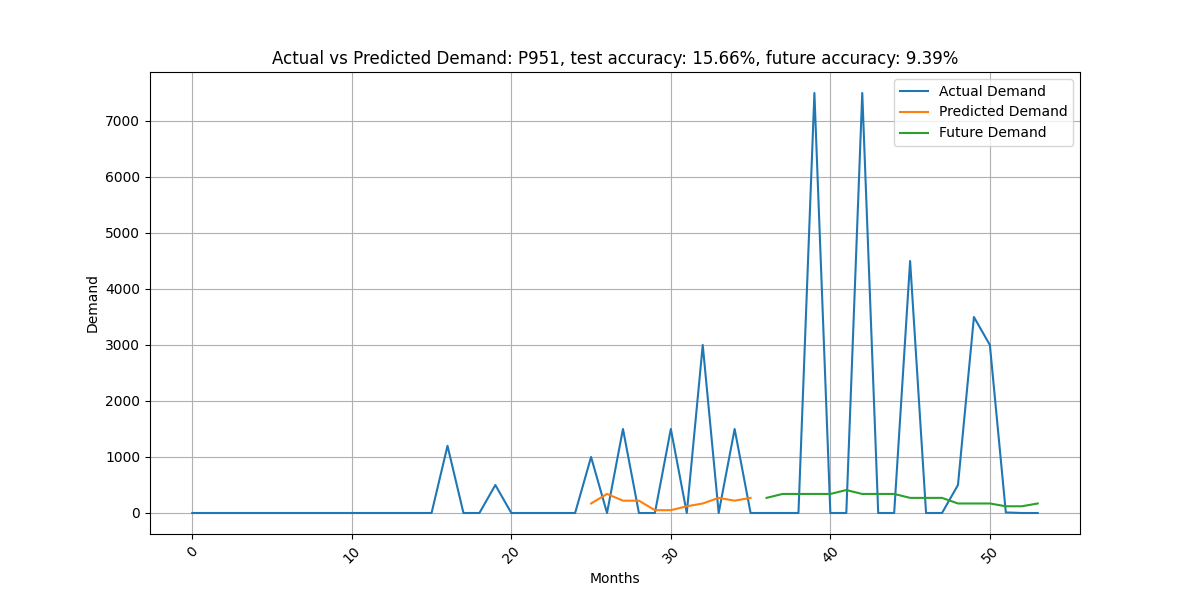 Actual vs Predicted Demand: P951, test accuracy: 15.66%, future accuracy: 9.39%
Actual Demand
Predicted Demand
Future Demand
7000
6000
5000
4000
3000
2000
1000
0
Demand
0
10
20
30
40
50
Months